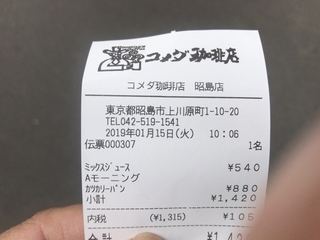 コメダ珈琲店
コメダ珈琲店 昭島店
東京都昭島市上川原町1-10-20
TEL042-519-1541
2019年01月15日(火) 10:06
伝票000307 1名
ミックスジュース ¥540
Aモーニング
カツカリーパン ¥880
小計 ¥1,420
内税 (¥1,315) ¥105
合計